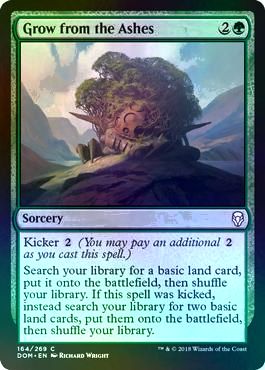 Grow from the Ashes 2
Sorcery
Kicker 2 (You may pay an additional 2
as you cast this spell.)
Search your library for a basic land card,
put it onto the battlefield, then shuffle
your library. If this spell was kicked,
instead search your library for two basic
land cards, put them onto the battlefield,
then shuffle your library.
164/269 C
DOM • EN RICHARD WRIGHT
™ & © 2018 Wizards of the Coast